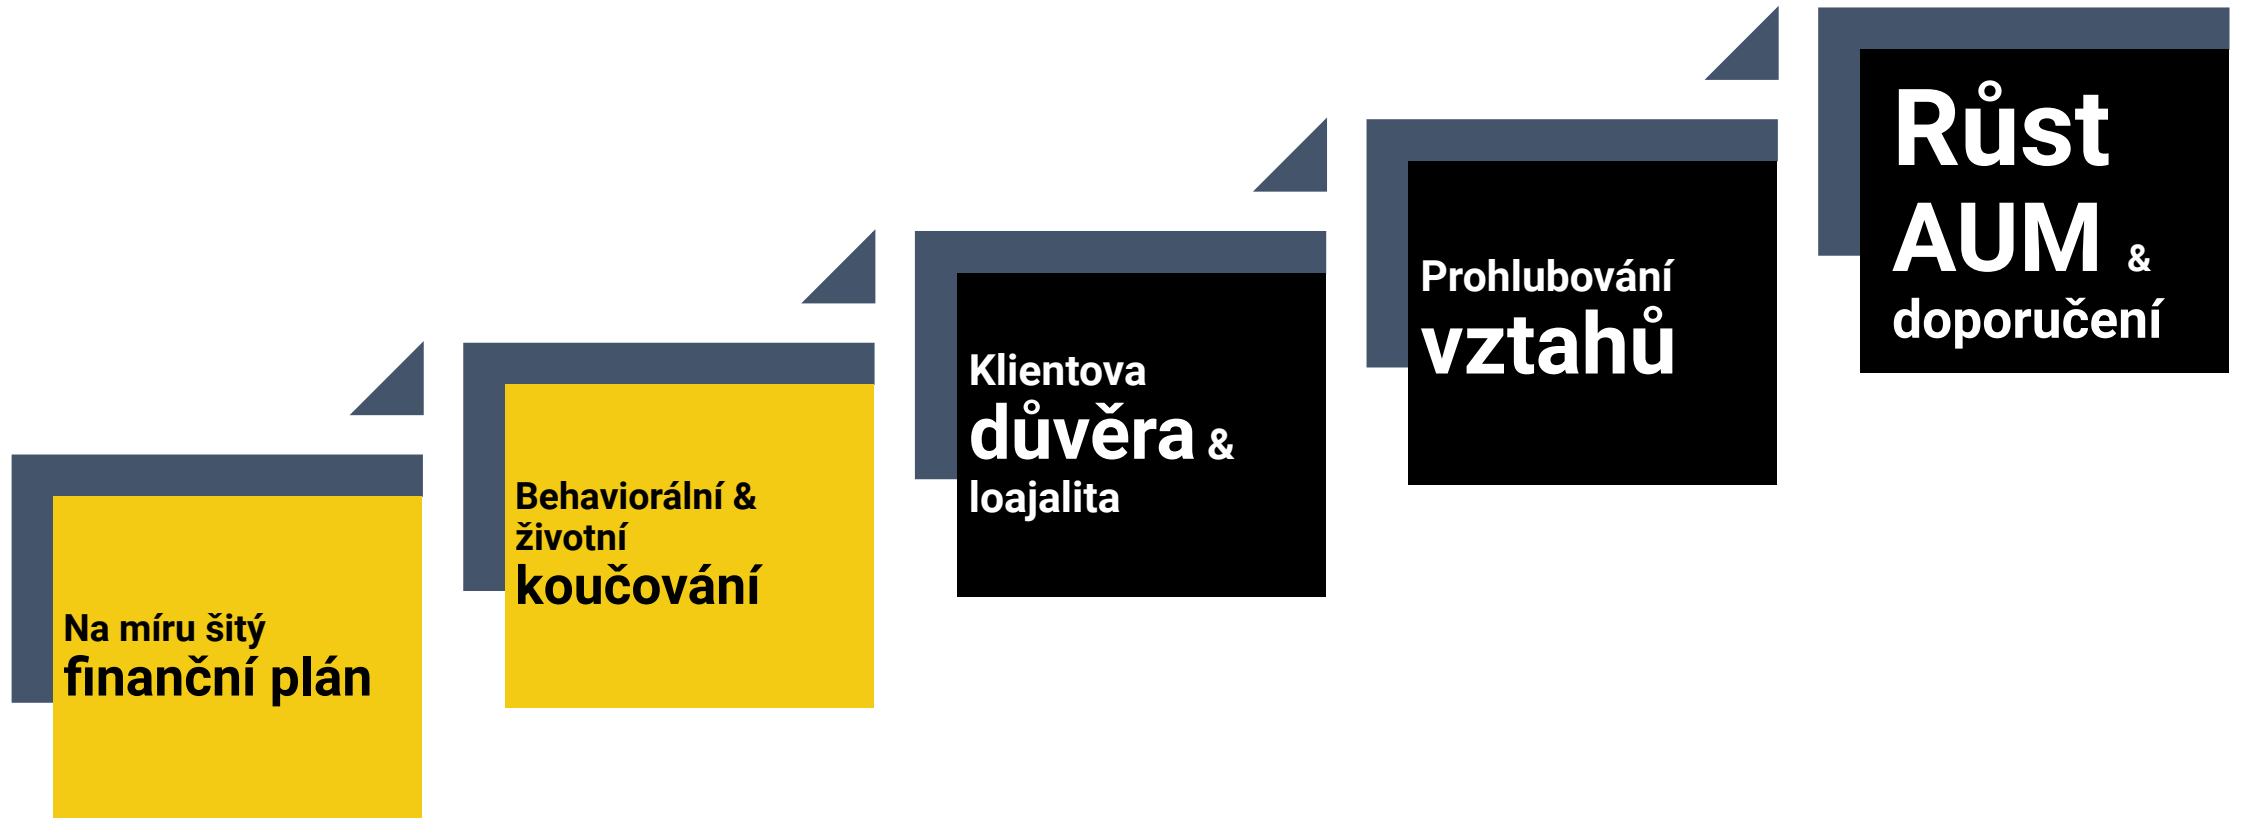 Na míru šitý
finanční plán
Behaviorální &
životní
koučování
Klientova
důvěra &
loajalita
Prohlubování
vztahů
Růst
AUM &
doporučení